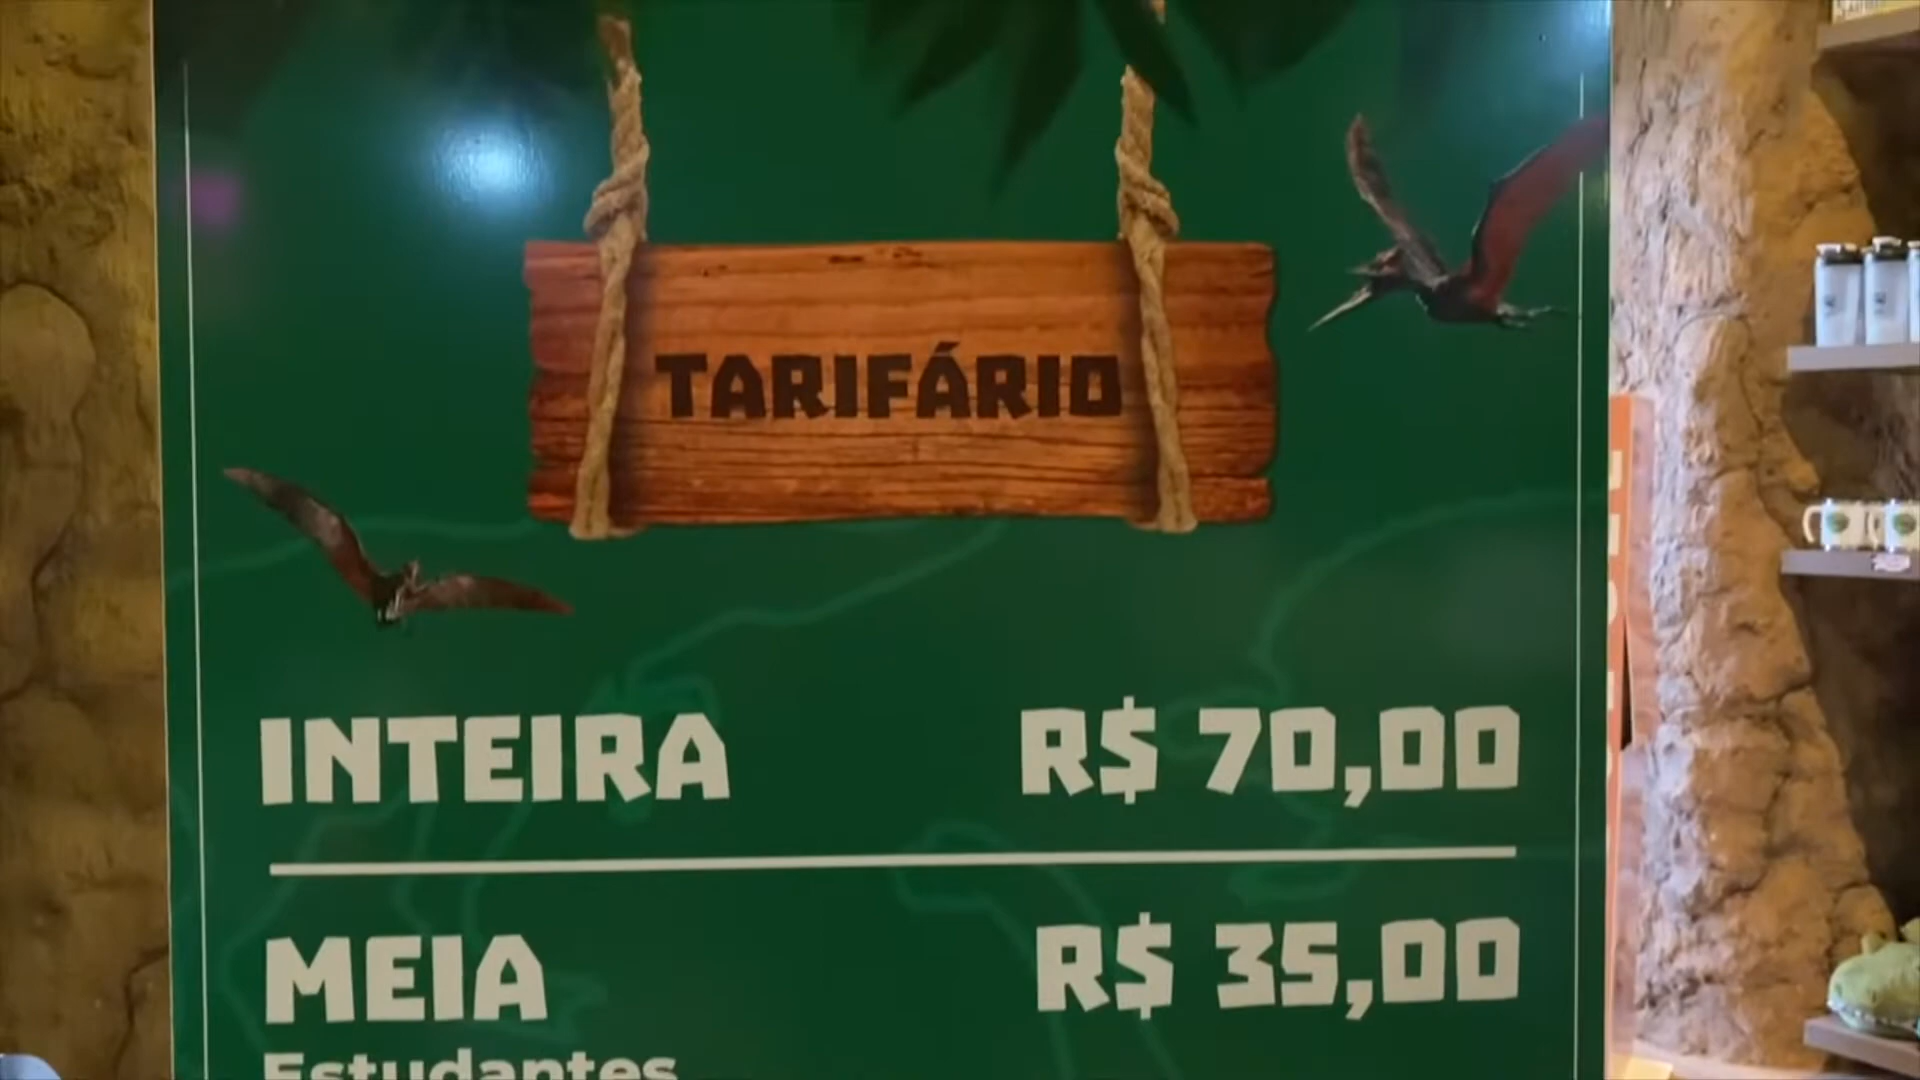 TARIFÁRIO
INTEIRA R$ 70,00
MEIA R$ 35,00
Estudantes